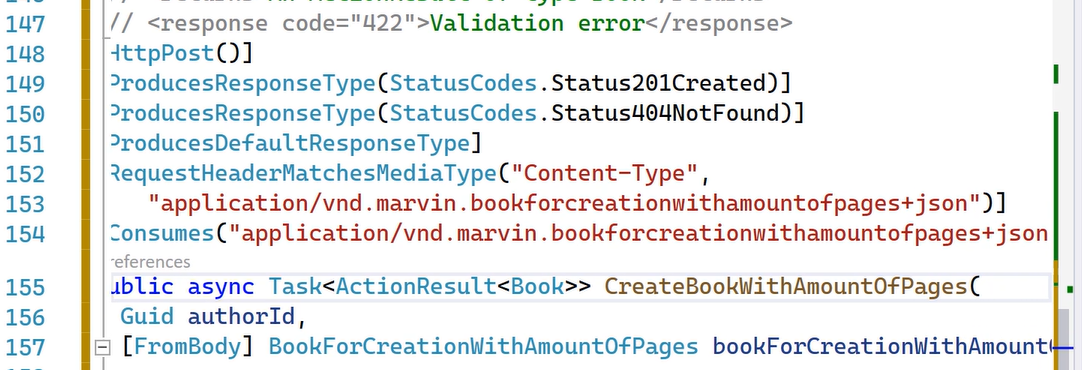 147 // <response code="422">Validation error</response>
148 HttpPost()]
149 ProducesResponseType(StatusCodes.Status201Created)]
150 ProducesResponseType(StatusCodes.Status404NotFound)]
151 ProducesDefaultResponseType]
152 RequestHeaderMatchesMediaType("Content-Type",
153 "application/vnd.marvin.bookforcreationwithamountofpages+json")]
154 Consumes("application/vnd.marvin.bookforcreationwithamountofpages+json
references
155 ublic async Task<ActionResult<Book>> CreateBookWithAmountOfPages(
156 Guid authorId,
157 [FromBody] BookForCreationWithAmountOfPages bookForCreationWithAmount